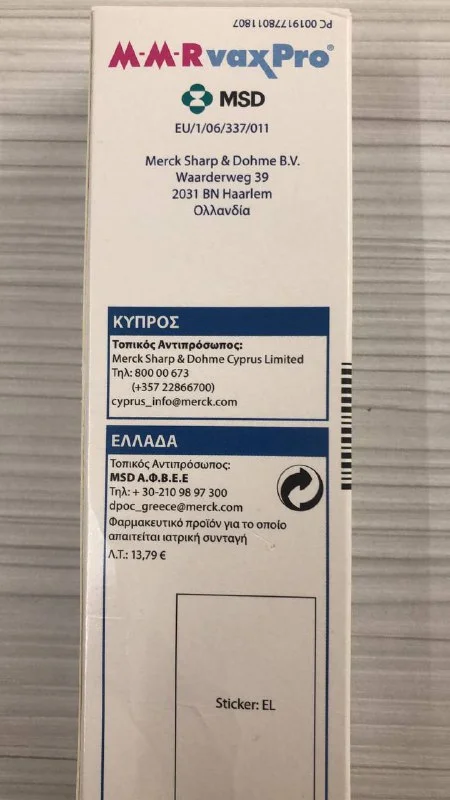 PC 0019177801 1807
M-M-RvaxPro®
MSD
EU/1/06/337/011
Merck Sharp & Dohme B.V.
Waarderweg 39
2031 BN Haarlem
Ολλανδία
ΚΥΠΡΟΣ
Τοπικός Αντιπρόσωπος:
Merck Sharp & Dohme Cyprus Limited
Τηλ: 800 00 673
(+357 22866700)
cyprus_info@merck.com
ΕΛΛΑΔΑ
Τοπικός Αντιπρόσωπος:
MSD Α.Φ.Β.Ε.Ε
Τηλ: + 30-210 98 97 300
dpoc_greece@merck.com
Φαρμακευτικό προϊόν για το οποίο
απαιτείται ιατρική συνταγή
Λ.Τ.: 13,79 €
Sticker: EL